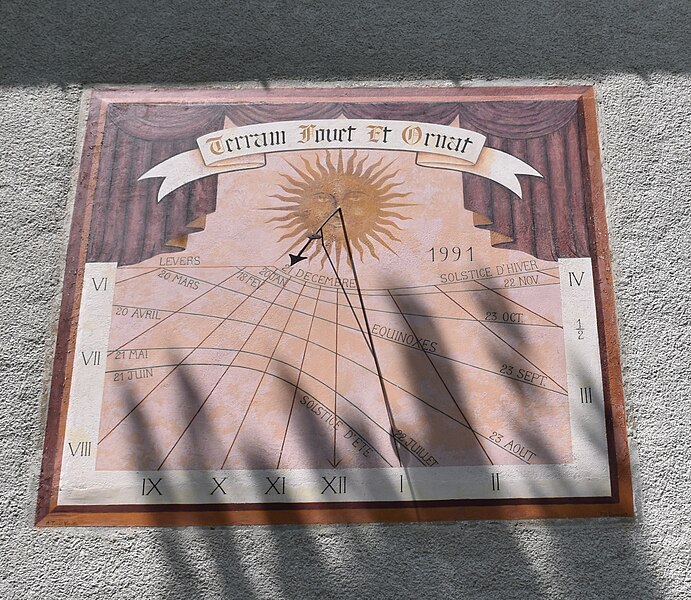 Terram Fouet Et Ornat
1991
LEVERS
SOLSTICE D'HIVER
20 MARS
18 FEV
20 JAN
21 DECEMBRE
22 NOV
VI
IV
20 AVRIL
23 OCT
1/2
EQUINOXES
VII
21 MAI
21 JUIN
23 SEPT.
III
SOLSTICE D'ETE
22 JUILLET
23 AOUT
VIII
IX X XI XII I II